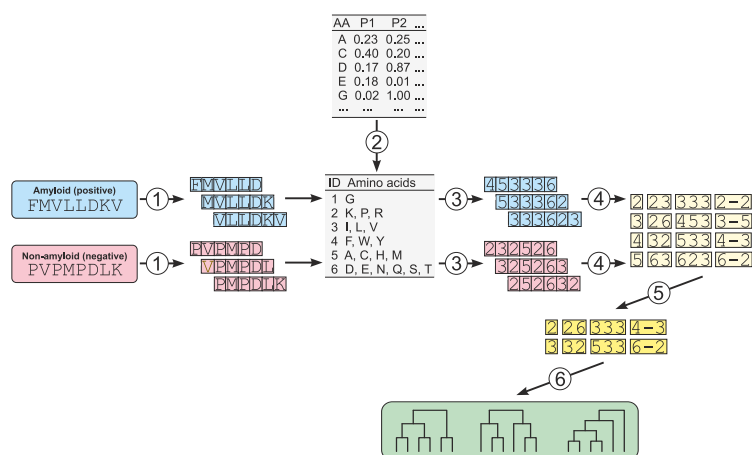 AA P1 P2 ...
A 0.23 0.25 ...
C 0.40 0.20 ...
D 0.17 0.87 ...
E 0.18 0.01 ...
G 0.02 1.00 ...
... ... ... ...
2
Amyloid (positive)
FMVLLDKV
1
FMVLLD
MVLLDK
VLLDKV
Non-amyloid (negative)
PVPMPDLK
1
PVPMPD
VPMPDL
PMPDLK
ID Amino acids
1 G
2 K, P, R
3 I, L, V
4 F, W, Y
5 A, C, H, M
6 D, E, N, Q, S, T
3
453336
533362
333623
3
232526
325263
252632
4
4
2 23 333 2-2
3 26 453 3-5
4 32 533 4-3
5 63 623 6-2
5
2 26 333 4-3
3 32 533 6-2
6